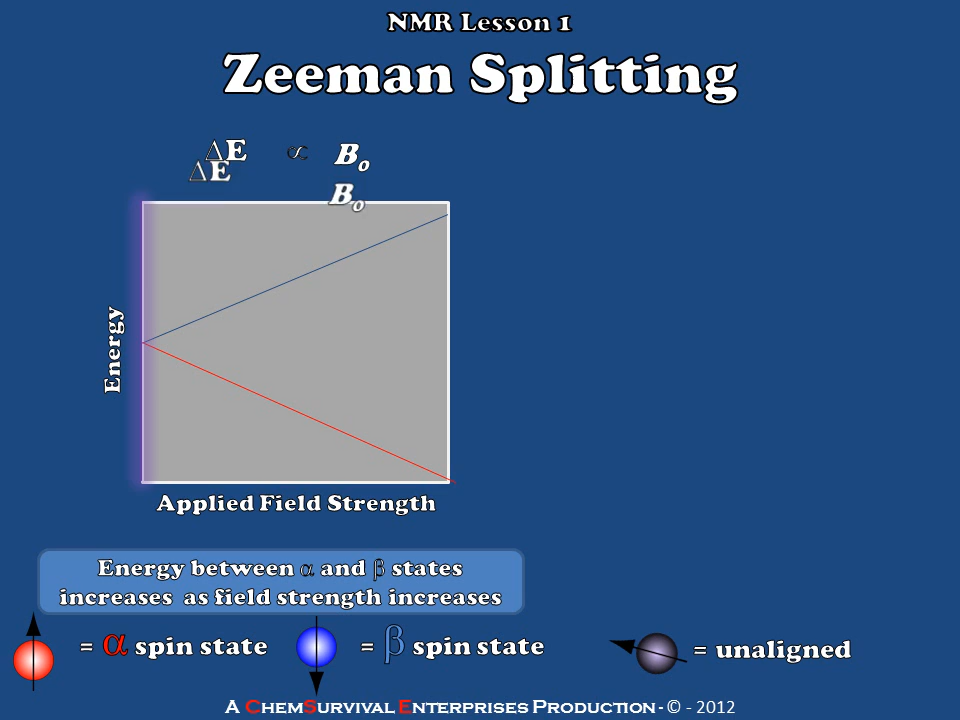 NMR Lesson 1
Zeeman Splitting
ΔE ∝ Bo
ΔE
Bo
Energy
Applied Field Strength
Energy between α and β states
increases as field strength increases
= α spin state
= β spin state
= unaligned
A ChemSurvival Enterprises Production - © - 2012